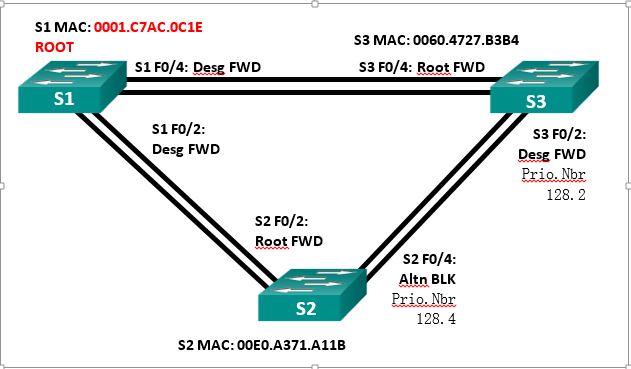 S1 MAC: 0001.C7AC.0C1E
ROOT
S3 MAC: 0060.4727.B3B4
S1 F0/4: Desg FWD
S3 F0/4: Root FWD
S1
S3
S1 F0/2:
Desg FWD
S3 F0/2:
Desg FWD
Prio.Nbr
128.2
S2 F0/2:
Root FWD
S2 F0/4:
Altn BLK
Prio.Nbr
128.4
S2
S2 MAC: 00E0.A371.A11B